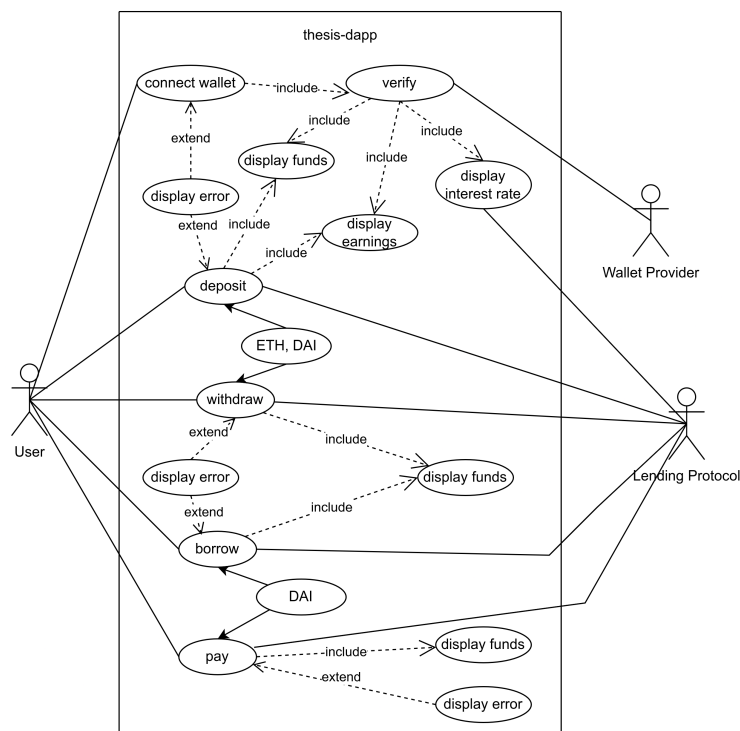 thesis-dapp
connect wallet
include
verify
extend
include
include
include
display funds
display
interest rate
display error
extend
include
include
display
earnings
deposit
Wallet Provider
ETH, DAI
withdraw
User
extend
include
display error
display funds
Lending Protocol
extend
include
borrow
DAI
pay
include
display funds
extend
display error